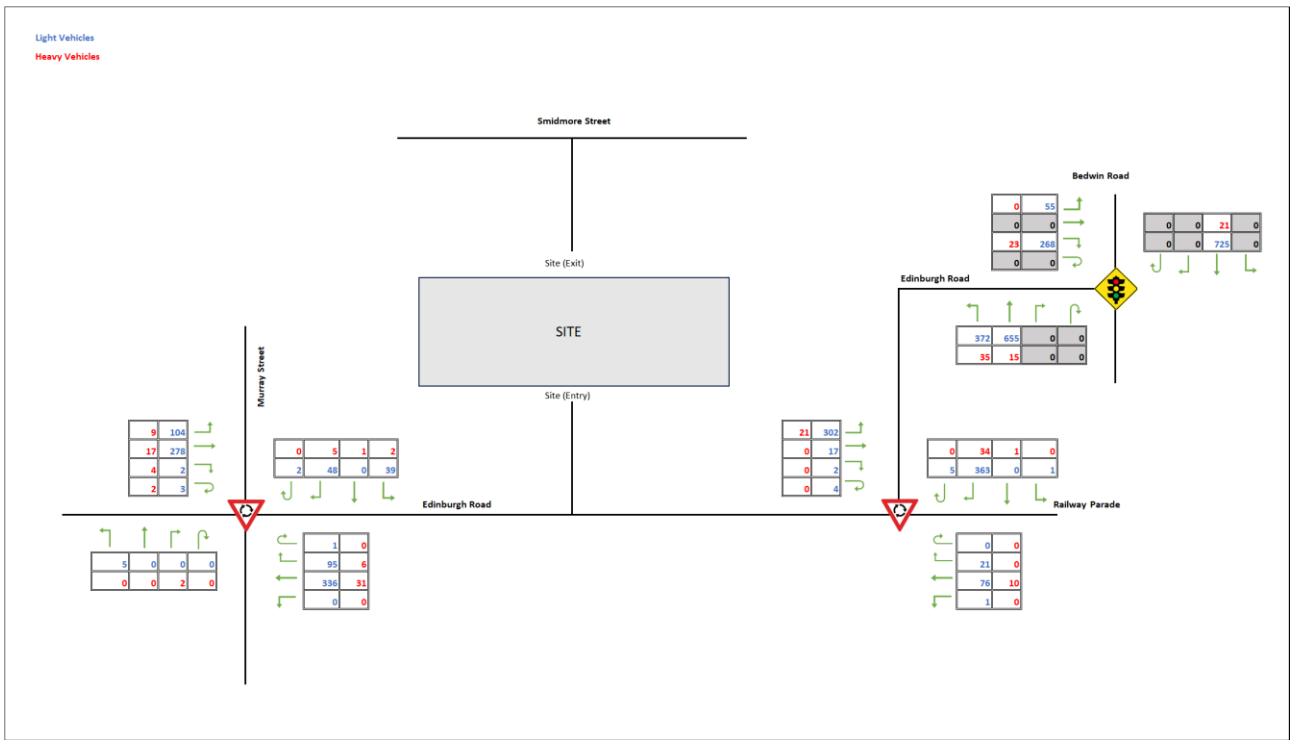 Light Vehicles
Heavy Vehicles
Smidmore Street
Bedwin Road
0 55
0 0
23 268
0 0
0 0 21 0
0 0 725 0
Site (Exit)
Edinburgh Road
SITE
372 655 0 0
35 15 0 0
Murray Street
Site (Entry)
9 104
17 278
4 2
2 3
0 5 1 2
2 48 0 39
21 302
0 17
0 2
0 4
0 34 1 0
5 363 0 1
Edinburgh Road
Railway Parade
5 0 0 0
0 0 2 0
1 0
95 6
336 31
0 0
0 0
21 0
76 10
1 0